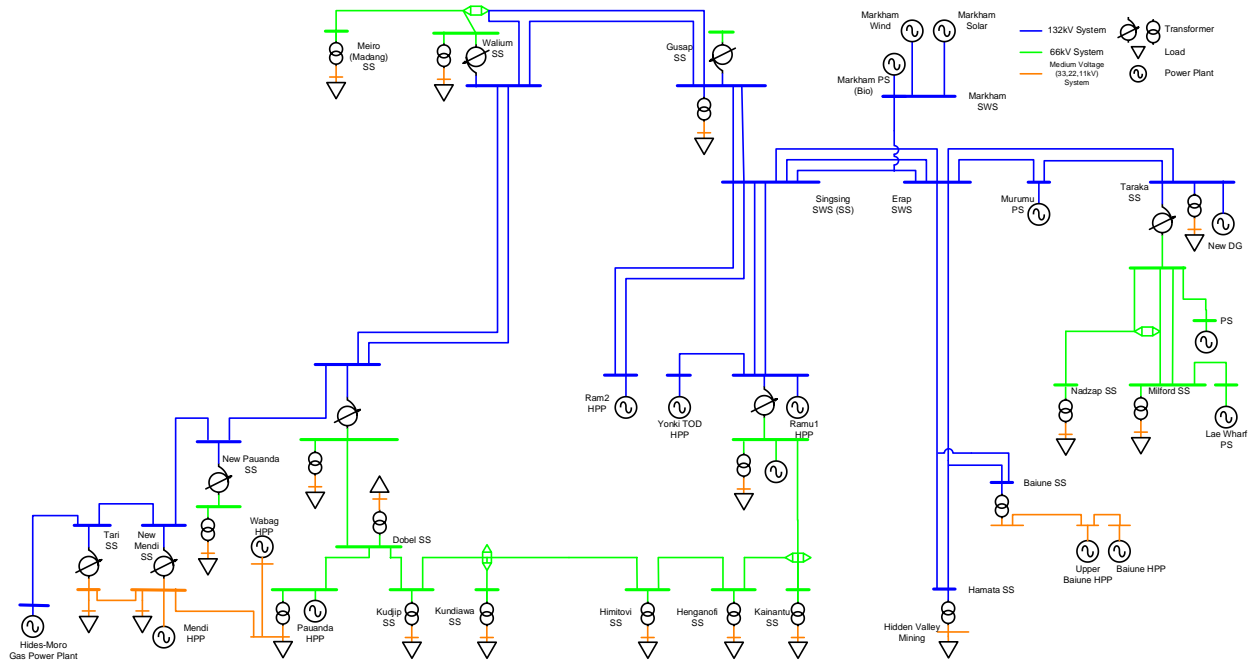 Meiro
(Madang)
SS
Walium
SS
Gusap
SS
Markham
Wind
Markham
Solar
Markham PS
(Bio)
Markham
SWS
132kV System
66kV System
Medium Voltage
(33,22,11kV)
System
Transformer
Load
Power Plant
Singsing
SWS (SS)
Erap
SWS
Murumu
PS
Taraka
SS
New DG
PS
Nadzap SS
Milford SS
Lae Wharf
PS
Ram2
HPP
Yonki TOD
HPP
Ramu1
HPP
New Pauanda
SS
Baiune SS
Upper
Baiune HPP
Baiune HPP
Tari
SS
New
Mendi
SS
Wabag
HPP
Dobel SS
Hides-Moro
Gas Power Plant
Mendi
HPP
Pauanda
HPP
Kudjip
SS
Kundiawa
SS
Himitovi
SS
Henganofi
SS
Kainantu
SS
Hamata SS
Hidden Valley
Mining